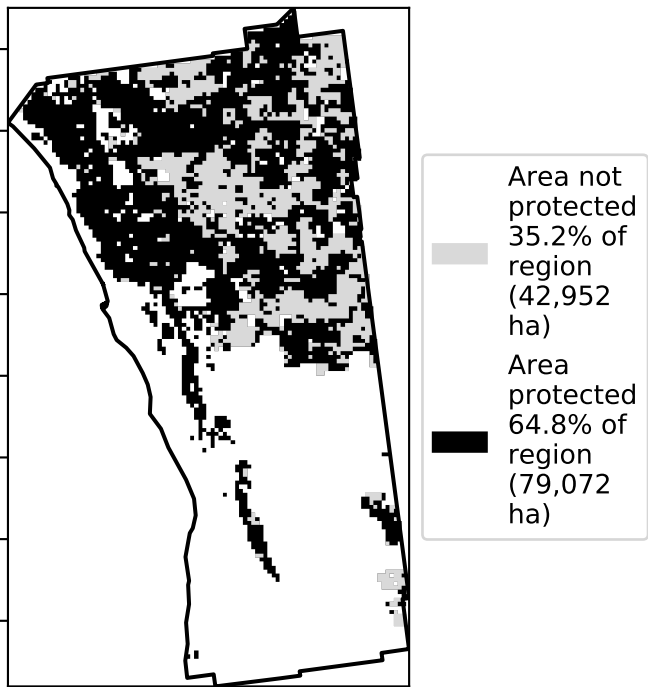 Area not
protected
35.2% of
region
(42,952
ha)
Area
protected
64.8% of
region
(79,072
ha)